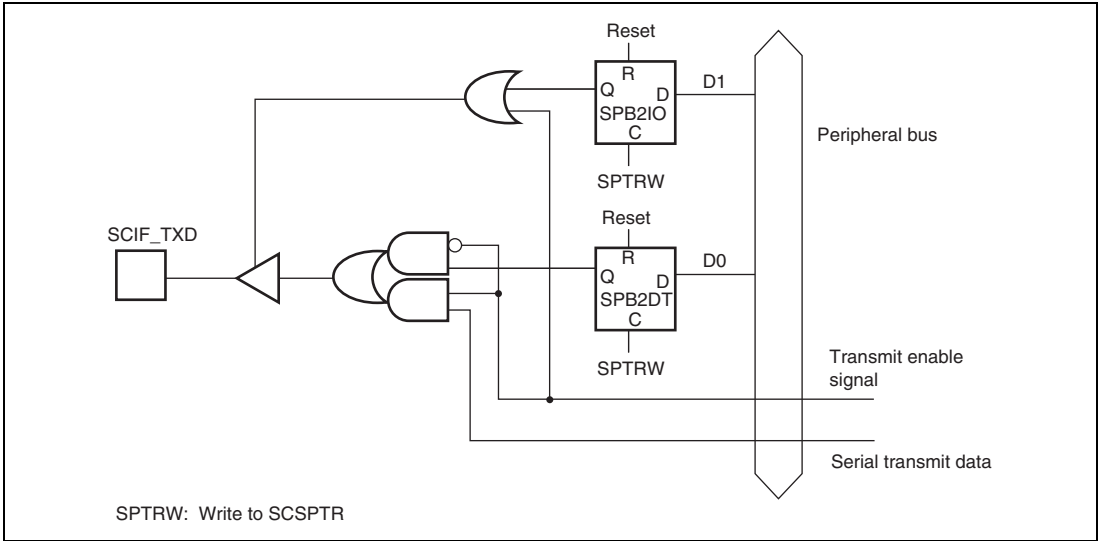 Reset
R
Q
D
D1
SPB2IO
C
Peripheral bus
SPTRW
Reset
SCIF_TXD
R
Q
D
D0
SPB2DT
C
SPTRW
Transmit enable
signal
Serial transmit data
SPTRW: Write to SCSPTR